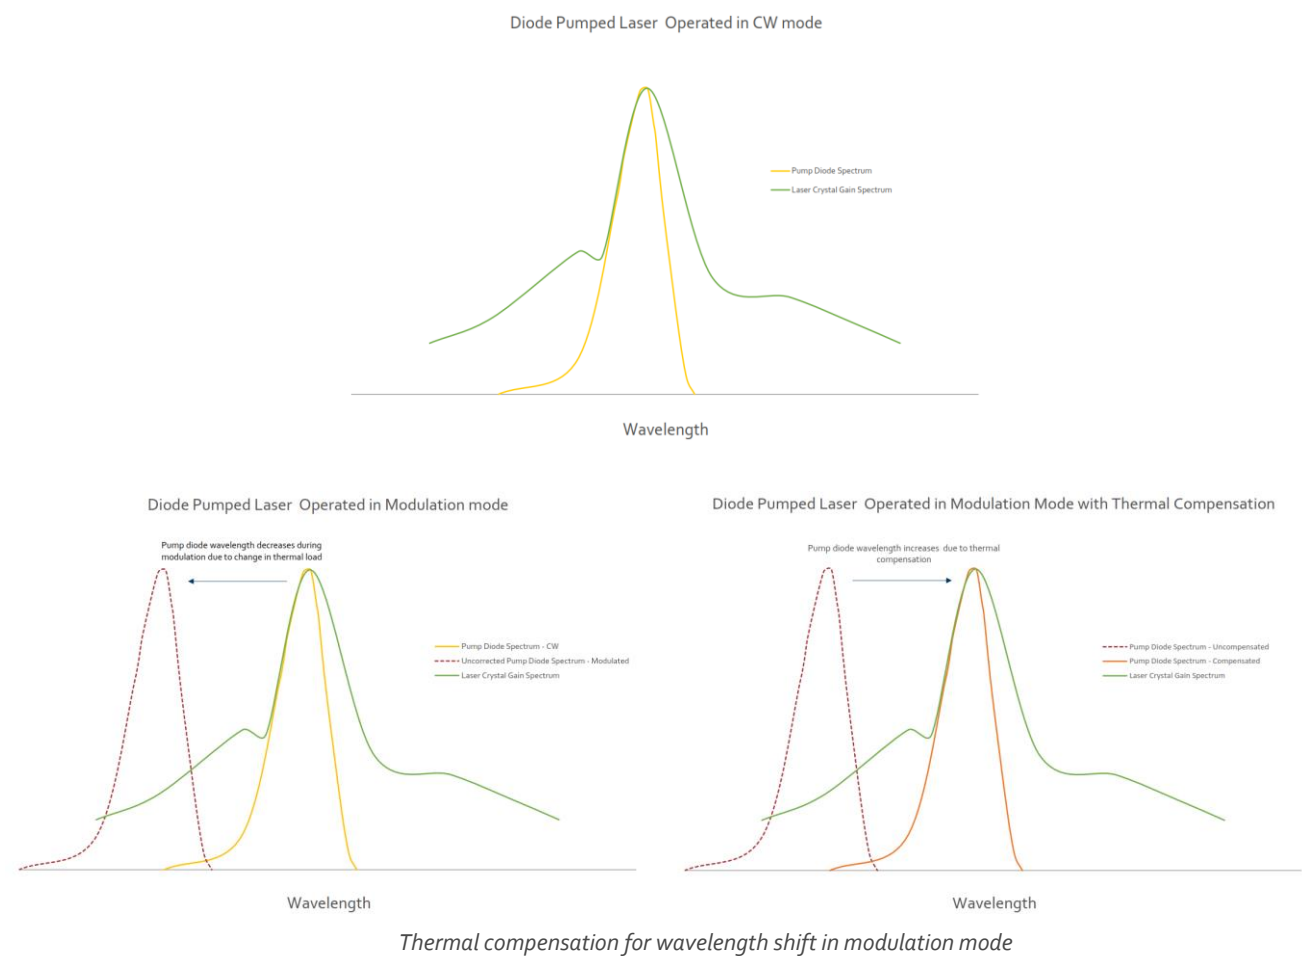 Diode Pumped Laser Operated in CW mode
Pump Diode Spectrum
Laser Crystal Gain Spectrum
Wavelength
Diode Pumped Laser Operated in Modulation mode
Pump diode wavelength decreases during
modulation due to change in thermal load
Pump Diode Spectrum - CW
Uncorrected Pump Diode Spectrum - Modulated
Laser Crystal Gain Spectrum
Wavelength
Diode Pumped Laser Operated in Modulation Mode with Thermal Compensation
Pump diode wavelength increases due to thermal
compensation
Pump Diode Spectrum - Uncompensated
Pump Diode Spectrum - Compensated
Laser Crystal Gain Spectrum
Wavelength
Thermal compensation for wavelength shift in modulation mode